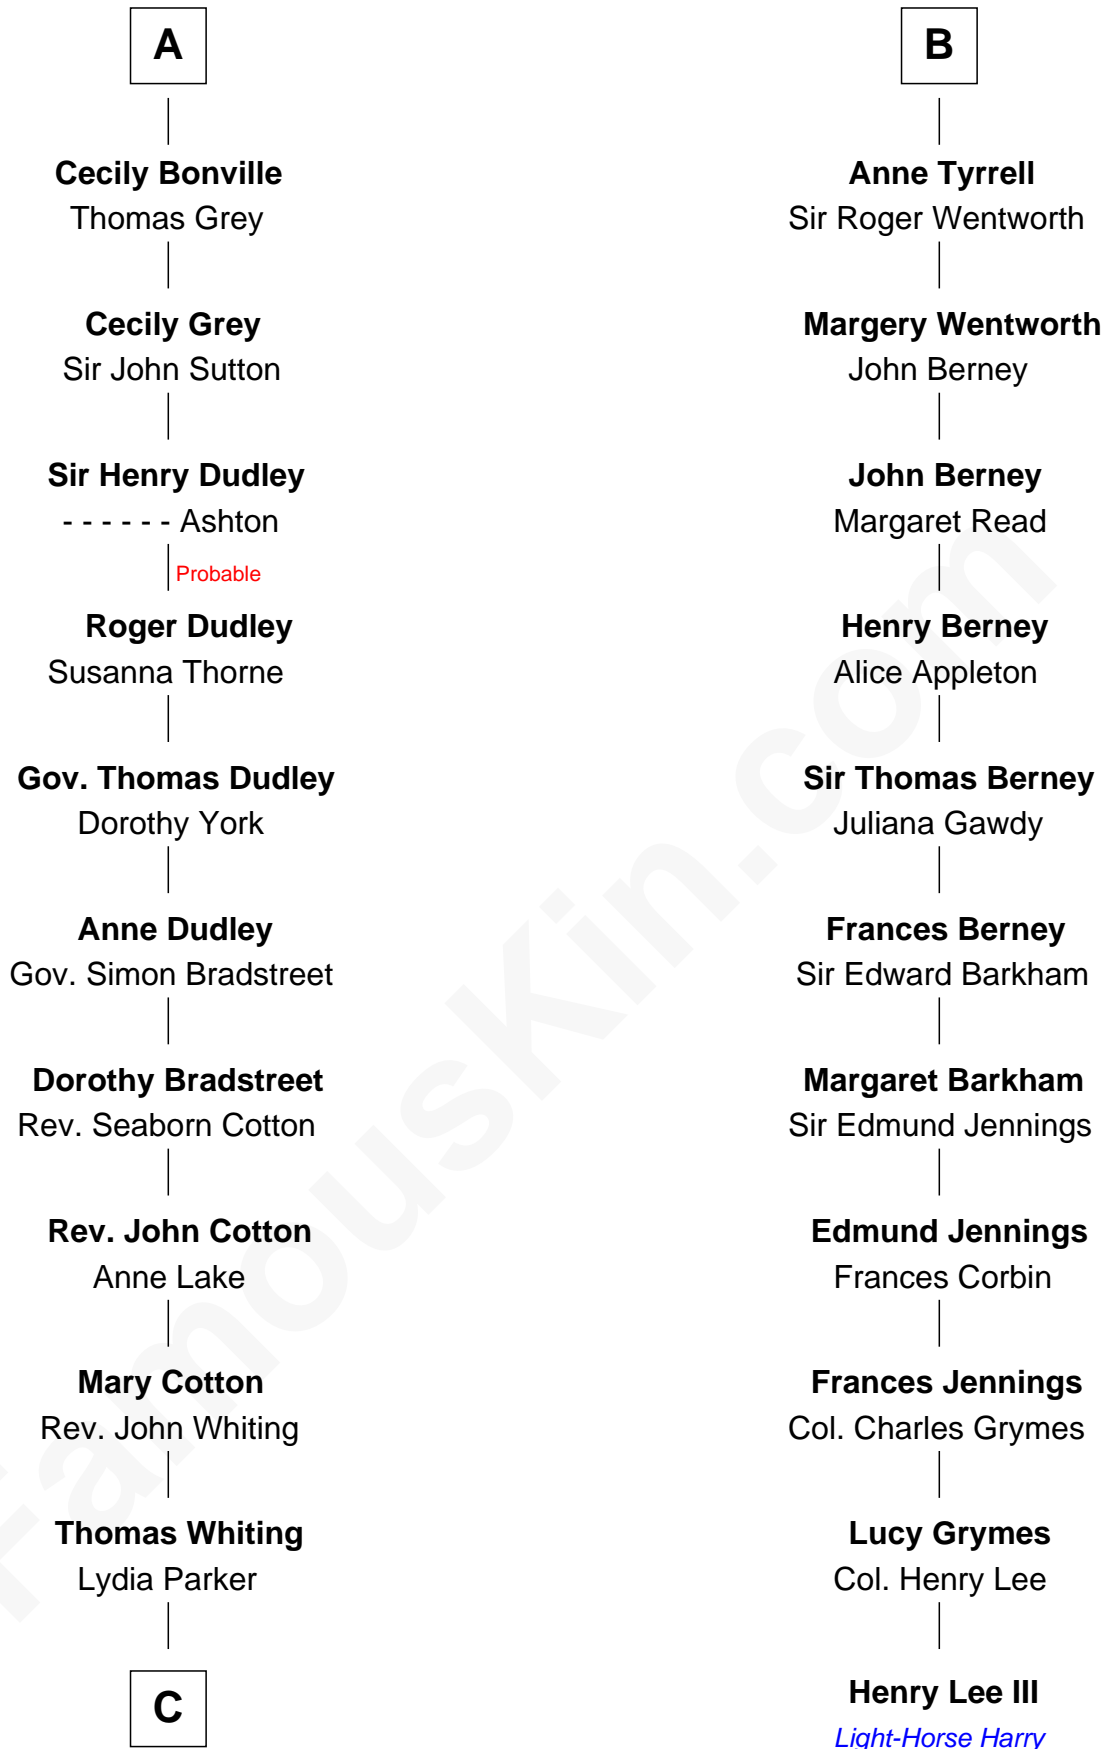 A
Cecily Bonville
Thomas Grey
Cecily Grey
Sir John Sutton
Sir Henry Dudley
- - - - - - Ashton
Probable
Roger Dudley
Susanna Thorne
Gov. Thomas Dudley
Dorothy York
Anne Dudley
Gov. Simon Bradstreet
Dorothy Bradstreet
Rev. Seaborn Cotton
Rev. John Cotton
Anne Lake
Mary Cotton
Rev. John Whiting
Thomas Whiting
Lydia Parker
C
B
Anne Tyrrell
Sir Roger Wentworth
Margery Wentworth
John Berney
John Berney
Margaret Read
Henry Berney
Alice Appleton
Sir Thomas Berney
Juliana Gawdy
Frances Berney
Sir Edward Barkham
Margaret Barkham
Sir Edmund Jennings
Edmund Jennings
Frances Corbin
Frances Jennings
Col. Charles Grymes
Lucy Grymes
Col. Henry Lee
Henry Lee III
Light-Horse Harry
FamousKin.com